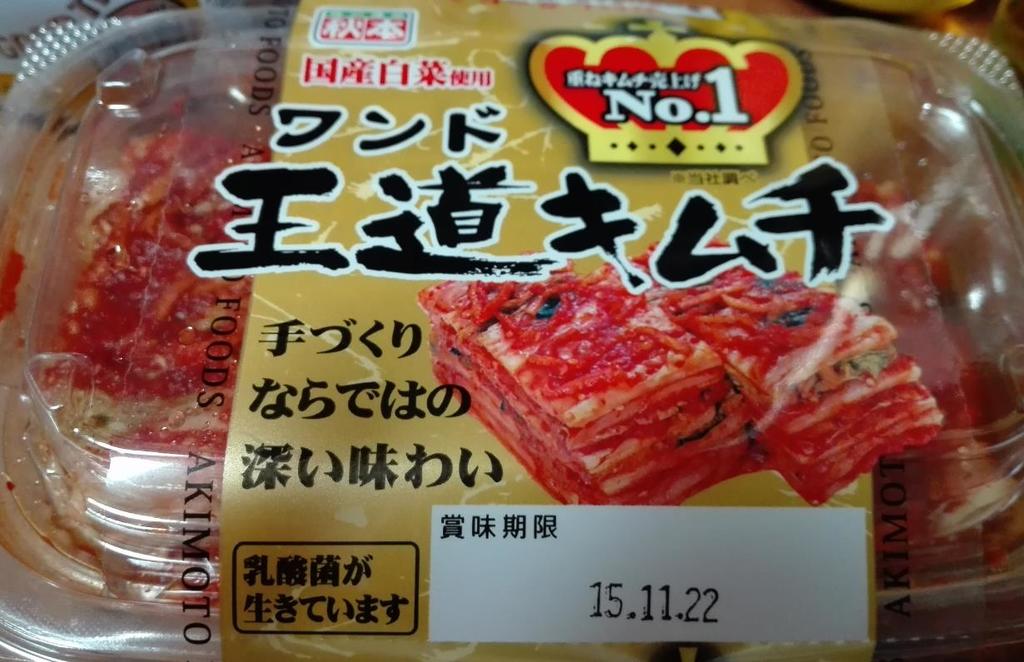 秋本
国産白菜使用
重ねキムチ売上げ
No.1
※当社調べ
ワンド
王道キムチ
手づくり
ならではの
深い味わい
乳酸菌が
生きています
賞味期限
15.11.22
TO FOODS
FOODS AKIMOTO
AKIMOT